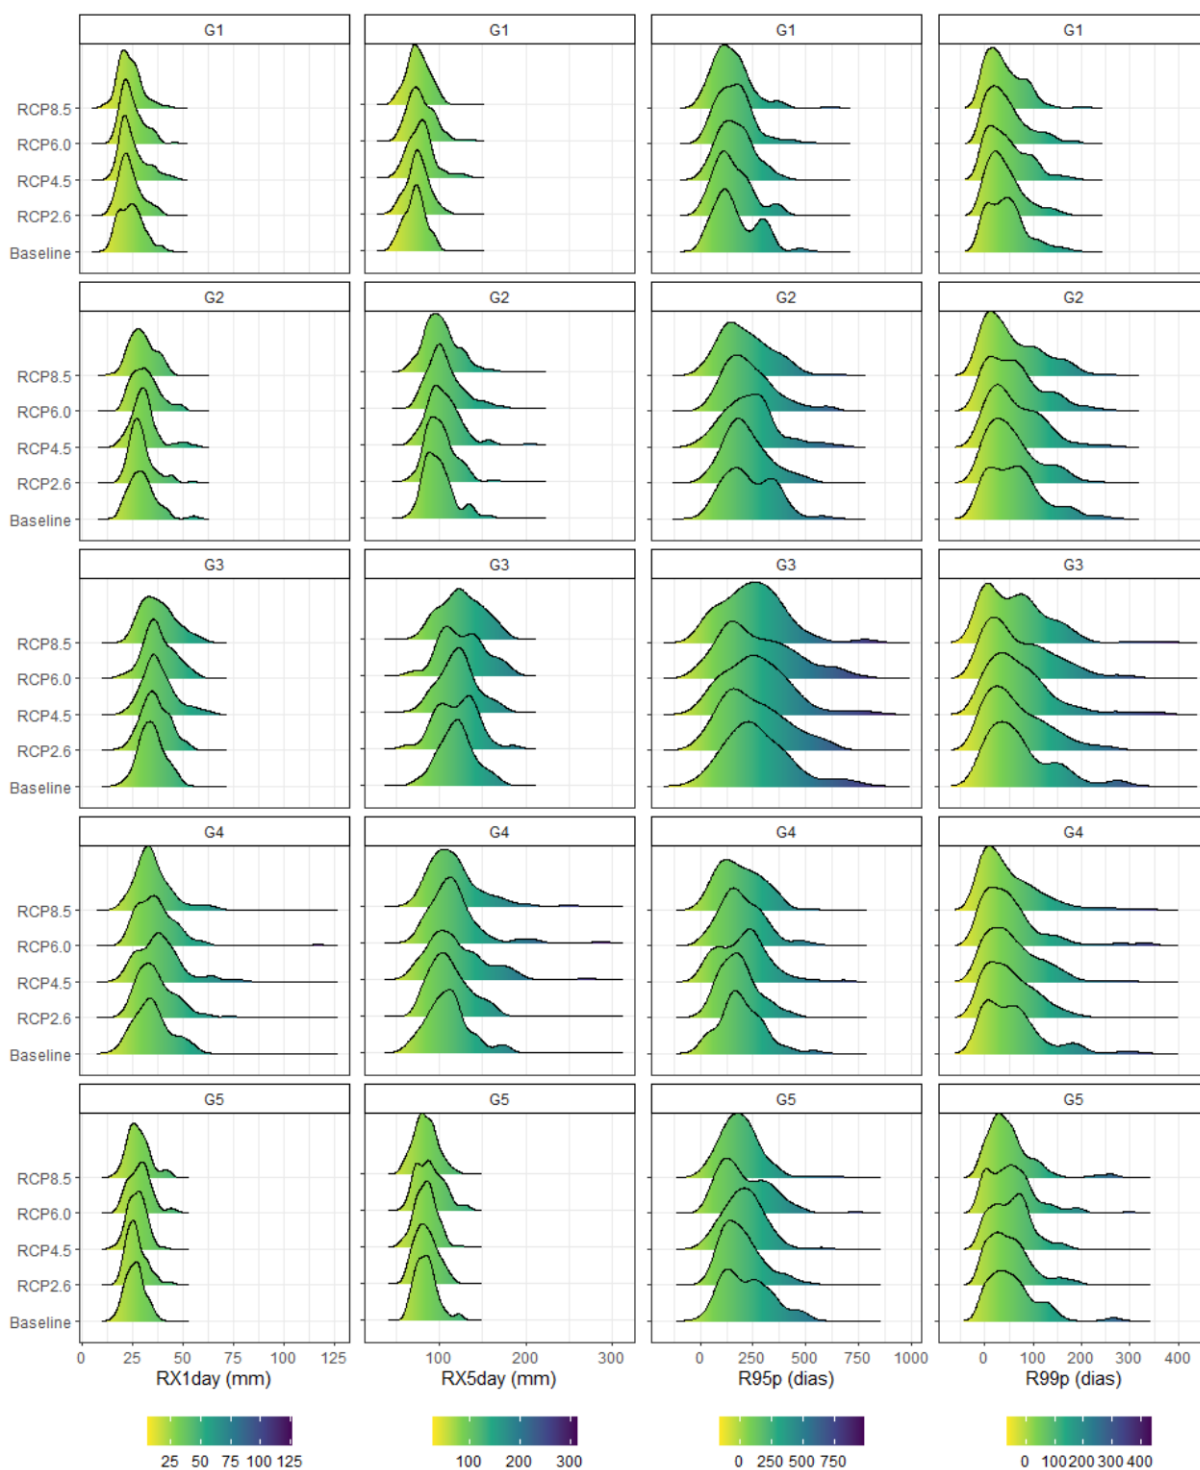 G1 G1 G1 G1
RCP8.5
RCP6.0
RCP4.5
RCP2.6
Baseline
G2 G2 G2 G2
RCP8.5
RCP6.0
RCP4.5
RCP2.6
Baseline
G3 G3 G3 G3
RCP8.5
RCP6.0
RCP4.5
RCP2.6
Baseline
G4 G4 G4 G4
RCP8.5
RCP6.0
RCP4.5
RCP2.6
Baseline
G5 G5 G5 G5
RCP8.5
RCP6.0
RCP4.5
RCP2.6
Baseline
0 25 50 75 100 125 100 200 300 0 250 500 750 1000 0 100 200 300 400
RX1day (mm) RX5day (mm) R95p (dias) R99p (dias)
25 50 75 100 125 100 200 300 0 250 500 750 0 100 200 300 400